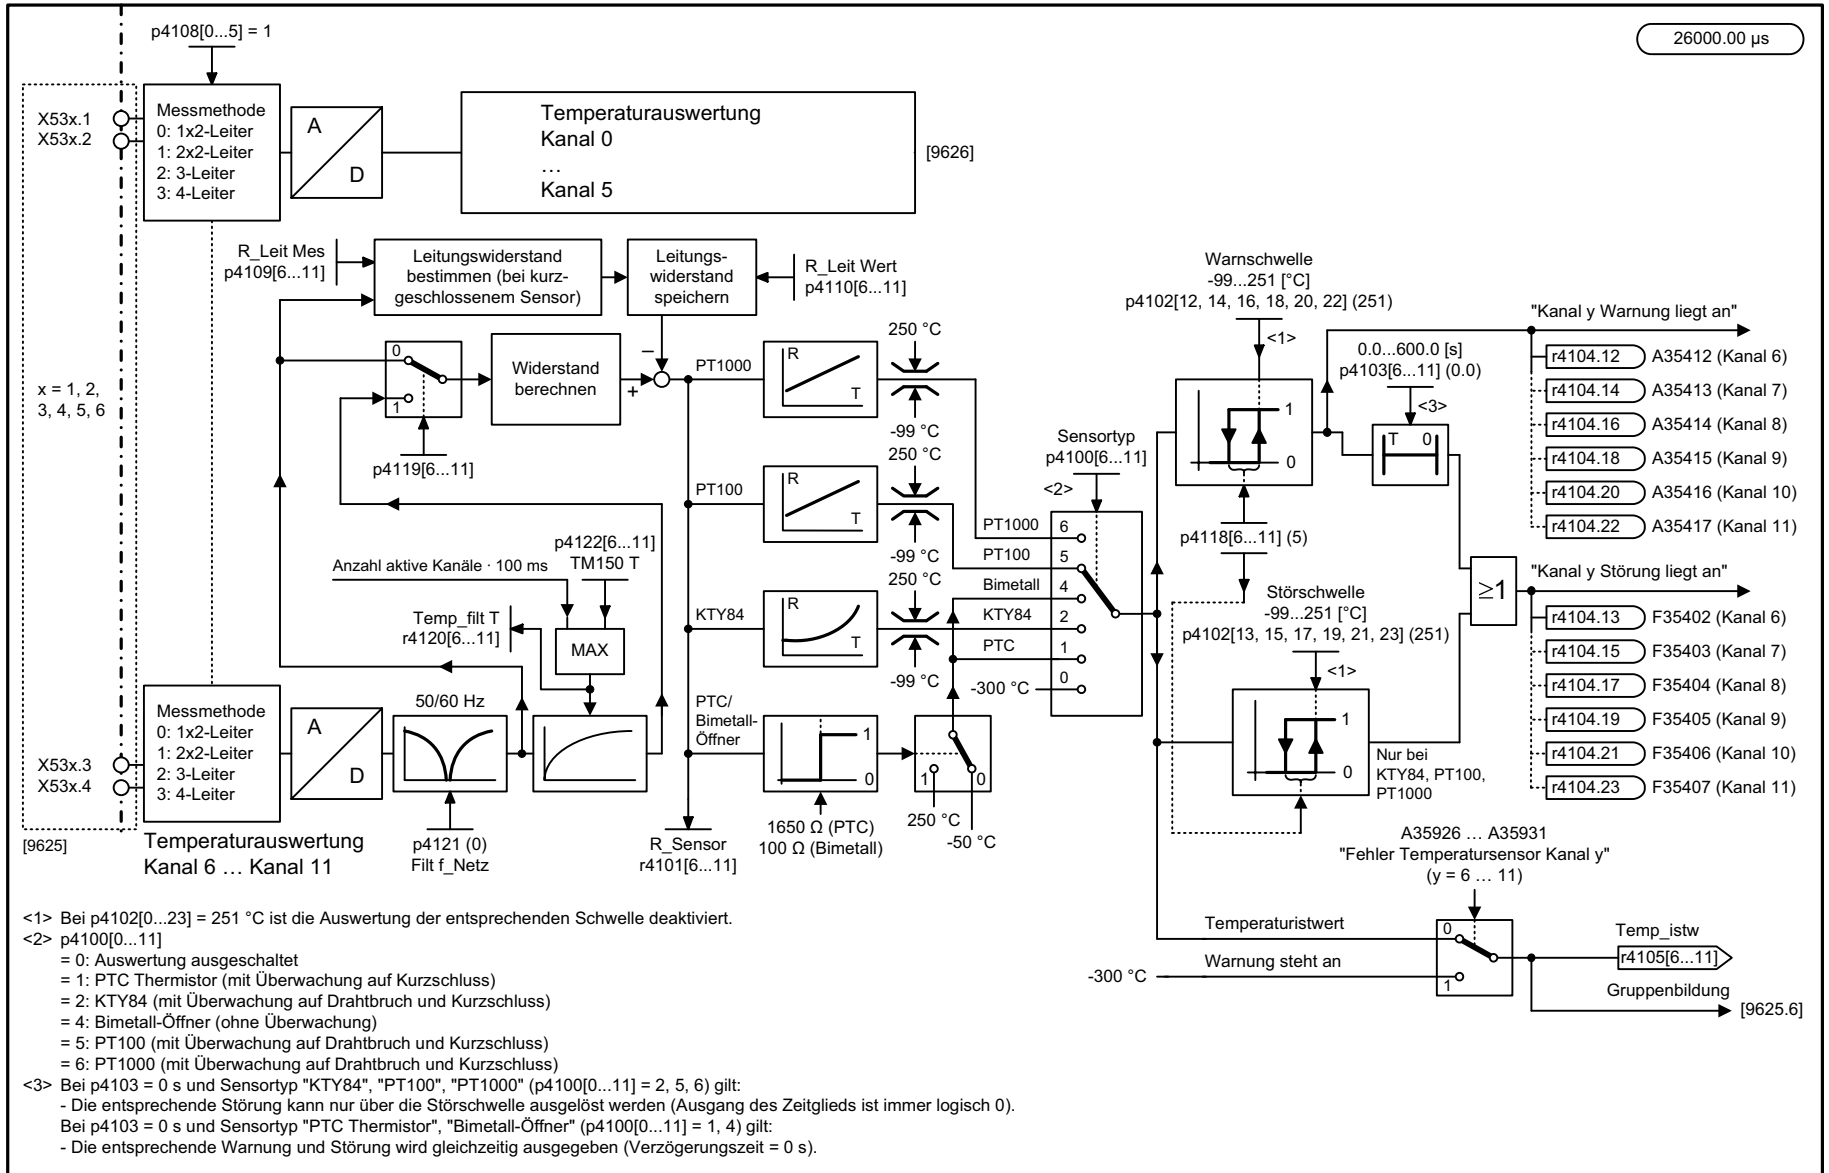 p4108[0...5] = 1
26000.00 µs
X53x.1
X53x.2
Messmethode
0: 1x2-Leiter
1: 2x2-Leiter
2: 3-Leiter
3: 4-Leiter
A
D
Temperaturauswertung
Kanal 0
...
Kanal 5
[9626]
R_Leit Mes
p4109[6...11]
Leitungswiderstand
bestimmen (bei kurz-
geschlossenem Sensor)
Leitungs-
widerstand
speichern
R_Leit Wert
p4110[6...11]
Warnschwelle
-99...251 [°C]
p4102[12, 14, 16, 18, 20, 22] (251)
<1>
"Kanal y Warnung liegt an"
0.0...600.0 [s]
p4103[6...11] (0.0)
<3>
r4104.12 A35412 (Kanal 6)
r4104.14 A35413 (Kanal 7)
r4104.16 A35414 (Kanal 8)
r4104.18 A35415 (Kanal 9)
r4104.20 A35416 (Kanal 10)
r4104.22 A35417 (Kanal 11)
x = 1, 2,
3, 4, 5, 6
0
1
p4119[6...11]
Widerstand
berechnen
–
+
PT1000
R
T
250 °C
-99 °C
PT100
R
T
250 °C
-99 °C
KTY84
R
T
250 °C
-99 °C
PTC/
Bimetall-
Öffner
1
0
1650 Ω (PTC)
100 Ω (Bimetall)
1
0
250 °C
-50 °C
Sensortyp
p4100[6...11]
<2>
PT1000 6
PT100 5
Bimetall 4
KTY84 2
PTC 1
-300 °C 0
1
0
T 0
p4118[6...11] (5)
Störschwelle
-99...251 [°C]
p4102[13, 15, 17, 19, 21, 23] (251)
<1>
1
0
Nur bei
KTY84, PT100,
PT1000
≥1
"Kanal y Störung liegt an"
r4104.13 F35402 (Kanal 6)
r4104.15 F35403 (Kanal 7)
r4104.17 F35404 (Kanal 8)
r4104.19 F35405 (Kanal 9)
r4104.21 F35406 (Kanal 10)
r4104.23 F35407 (Kanal 11)
p4122[6...11]
TM150 T
Anzahl aktive Kanäle · 100 ms
Temp_filt T
r4120[6...11]
MAX
50/60 Hz
X53x.3
X53x.4
Messmethode
0: 1x2-Leiter
1: 2x2-Leiter
2: 3-Leiter
3: 4-Leiter
A
D
[9625]
Temperaturauswertung
Kanal 6 … Kanal 11
p4121 (0)
Filt f_Netz
R_Sensor
r4101[6...11]
A35926 … A35931
"Fehler Temperatursensor Kanal y"
(y = 6 … 11)
Temperaturistwert
Warnung steht an
-300 °C
0
1
Temp_istw
r4105[6...11]
Gruppenbildung
[9625.6]
<1> Bei p4102[0...23] = 251 °C ist die Auswertung der entsprechenden Schwelle deaktiviert.
<2> p4100[0...11]
= 0: Auswertung ausgeschaltet
= 1: PTC Thermistor (mit Überwachung auf Kurzschluss)
= 2: KTY84 (mit Überwachung auf Drahtbruch und Kurzschluss)
= 4: Bimetall-Öffner (ohne Überwachung)
= 5: PT100 (mit Überwachung auf Drahtbruch und Kurzschluss)
= 6: PT1000 (mit Überwachung auf Drahtbruch und Kurzschluss)
<3> Bei p4103 = 0 s und Sensortyp "KTY84", "PT100", "PT1000" (p4100[0...11] = 2, 5, 6) gilt:
- Die entsprechende Störung kann nur über die Störschwelle ausgelöst werden (Ausgang des Zeitglieds ist immer logisch 0).
Bei p4103 = 0 s und Sensortyp "PTC Thermistor", "Bimetall-Öffner" (p4100[0...11] = 1, 4) gilt:
- Die entsprechende Warnung und Störung wird gleichzeitig ausgegeben (Verzögerungszeit = 0 s).